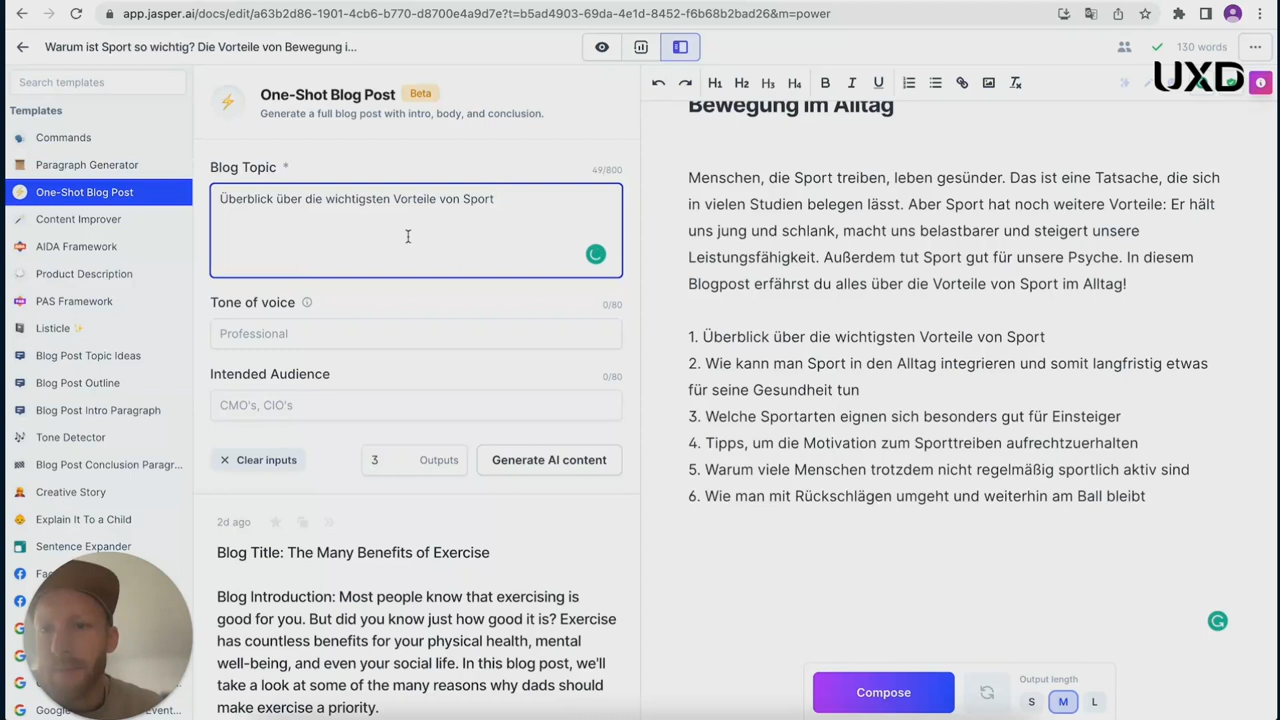 app.jasper.ai/docs/edit/a63b2d86-1901-4cb6-b770-d8700e4a9d7e?t=b5ad4903-69da-4e1d-8452-f6b68b2bad26&m=power
Warum ist Sport so wichtig? Die Vorteile von Bewegung i...
130 words
UXD
Search templates
Templates
Commands
Paragraph Generator
One-Shot Blog Post
Content Improver
AIDA Framework
Product Description
PAS Framework
Listicle ✨
Blog Post Topic Ideas
Blog Post Outline
Blog Post Intro Paragraph
Tone Detector
Blog Post Conclusion Paragr...
Creative Story
Explain It To a Child
Sentence Expander
Event...
One-Shot Blog Post Beta
Generate a full blog post with intro, body, and conclusion.
Blog Topic *
49/800
Überblick über die wichtigsten Vorteile von Sport
Tone of voice
0/80
Professional
Intended Audience
0/80
CMO's, CIO's
Clear inputs
3 Outputs
Generate AI content
2d ago
Blog Title: The Many Benefits of Exercise
Blog Introduction: Most people know that exercising is
good for you. But did you know just how good it is? Exercise
has countless benefits for your physical health, mental
well-being, and even your social life. In this blog post, we'll
take a look at some of the many reasons why dads should
make exercise a priority.
H1 H2 H3 H4 B I U
Bewegung im Alltag
Menschen, die Sport treiben, leben gesünder. Das ist eine Tatsache, die sich
in vielen Studien belegen lässt. Aber Sport hat noch weitere Vorteile: Er hält
uns jung und schlank, macht uns belastbarer und steigert unsere
Leistungsfähigkeit. Außerdem tut Sport gut für unsere Psyche. In diesem
Blogpost erfährst du alles über die Vorteile von Sport im Alltag!
1. Überblick über die wichtigsten Vorteile von Sport
2. Wie kann man Sport in den Alltag integrieren und somit langfristig etwas
für seine Gesundheit tun
3. Welche Sportarten eignen sich besonders gut für Einsteiger
4. Tipps, um die Motivation zum Sporttreiben aufrechtzuerhalten
5. Warum viele Menschen trotzdem nicht regelmäßig sportlich aktiv sind
6. Wie man mit Rückschlägen umgeht und weiterhin am Ball bleibt
Compose
Output length
S M L